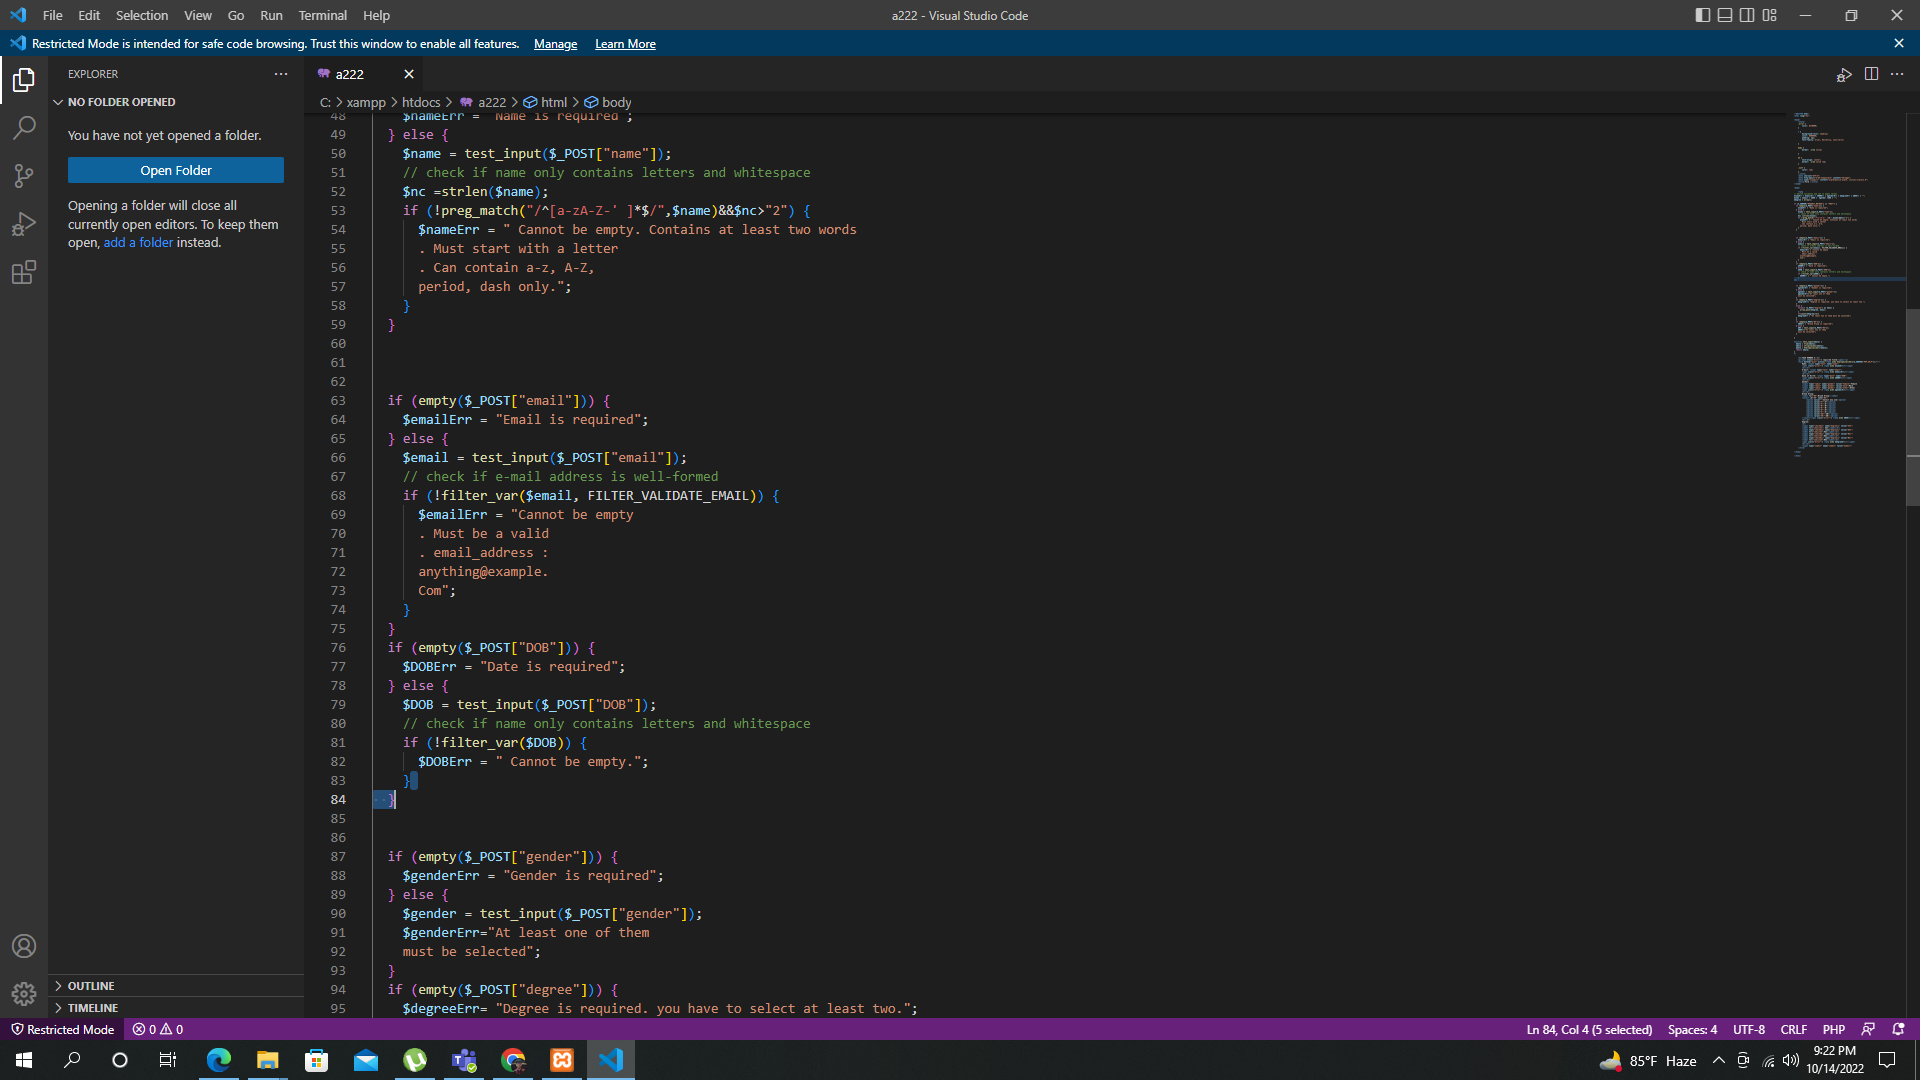 File Edit Selection View Go Run Terminal Help
a222 - Visual Studio Code
Restricted Mode is intended for safe code browsing. Trust this window to enable all features. Manage Learn More
EXPLORER
NO FOLDER OPENED
You have not yet opened a folder.
Open Folder
Opening a folder will close all
currently open editors. To keep them
open, add a folder instead.
OUTLINE
TIMELINE
a222
C: > xampp > htdocs > a222 > html > body
48 $nameErr = "Name is required";
49 } else {
50 $name = test_input($_POST["name"]);
51 // check if name only contains letters and whitespace
52 $nc =strlen($name);
53 if (!preg_match("/^[a-zA-Z-' ]*$/",$name)&&$nc>"2") {
54 $nameErr = " Cannot be empty. Contains at least two words
55 . Must start with a letter
56 . Can contain a-z, A-Z,
57 period, dash only.";
58 }
59 }
60
61
62
63 if (empty($_POST["email"])) {
64 $emailErr = "Email is required";
65 } else {
66 $email = test_input($_POST["email"]);
67 // check if e-mail address is well-formed
68 if (!filter_var($email, FILTER_VALIDATE_EMAIL)) {
69 $emailErr = "Cannot be empty
70 . Must be a valid
71 . email_address :
72 anything@example.
73 Com";
74 }
75 }
76 if (empty($_POST["DOB"])) {
77 $DOBErr = "Date is required";
78 } else {
79 $DOB = test_input($_POST["DOB"]);
80 // check if name only contains letters and whitespace
81 if (!filter_var($DOB)) {
82 $DOBErr = " Cannot be empty.";
83 }
84 }
85
86
87 if (empty($_POST["gender"])) {
88 $genderErr = "Gender is required";
89 } else {
90 $gender = test_input($_POST["gender"]);
91 $genderErr="At least one of them
92 must be selected";
93 }
94 if (empty($_POST["degree"])) {
95 $degreeErr= "Degree is required. you have to select at least two.";
Restricted Mode 0 0
Ln 84, Col 4 (5 selected) Spaces: 4 UTF-8 CRLF PHP
85°F Haze
9:22 PM
10/14/2022